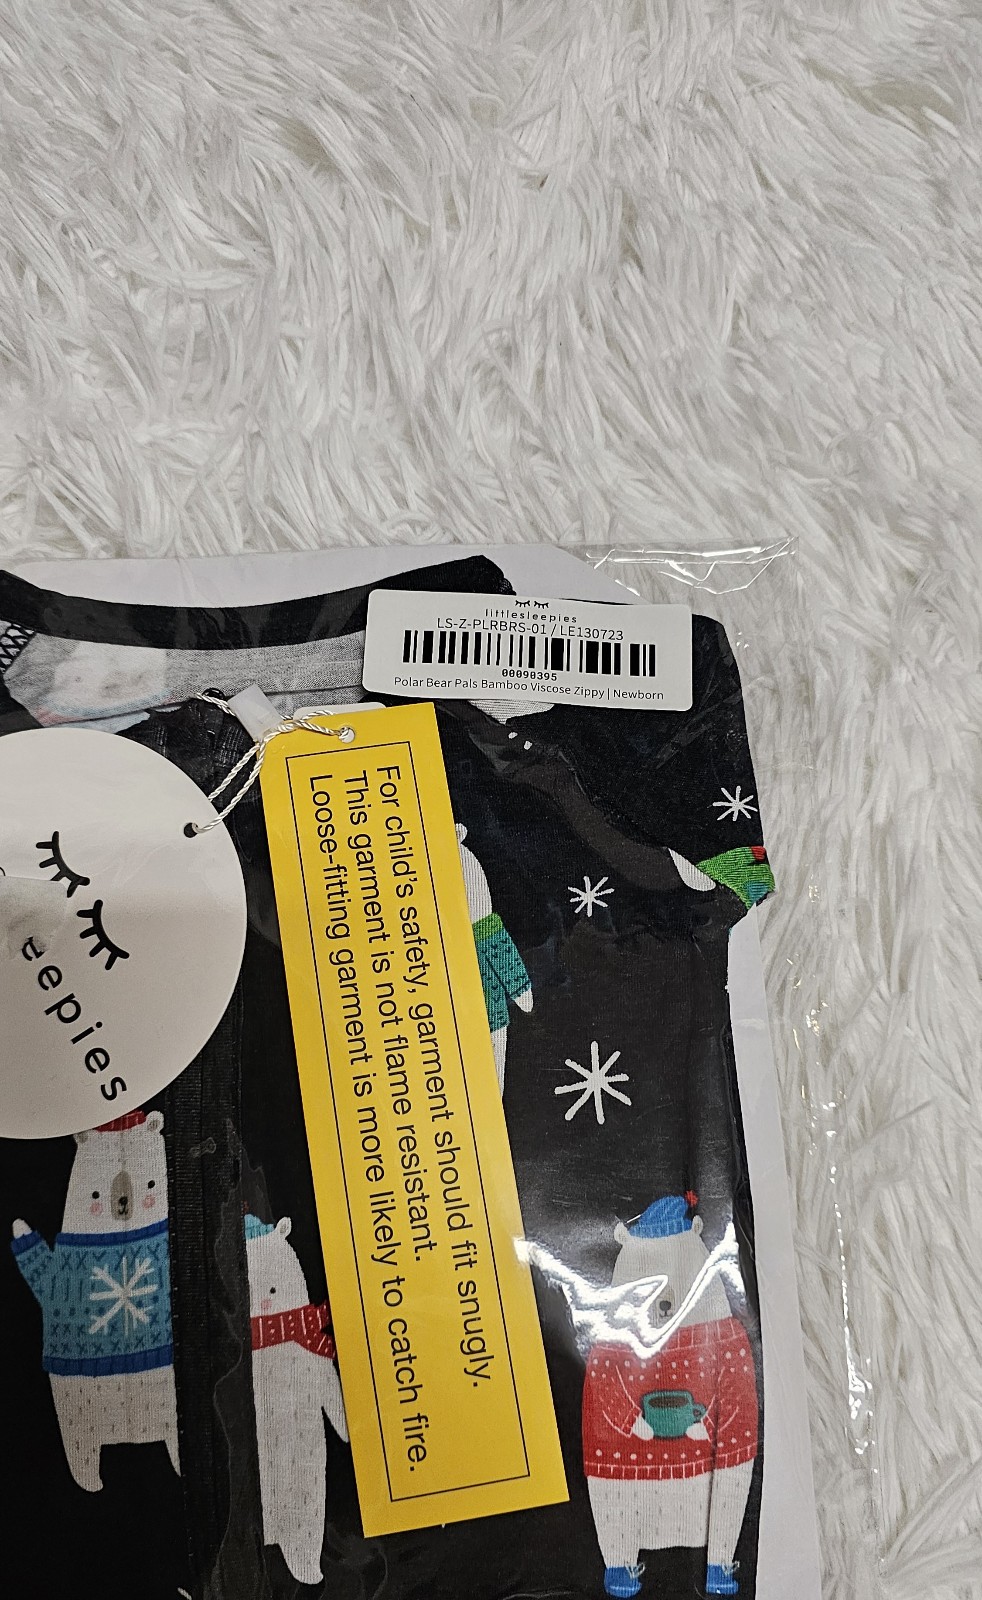 littlesleepies
LS-Z-PLRBRS-01 / LE130723
00090395
Polar Bear Pals Bamboo Viscose Zippy | Newborn
For child's safety, garment should fit snugly.
This garment is not flame resistant.
Loose-fitting garment is more likely to catch fire.
eepies